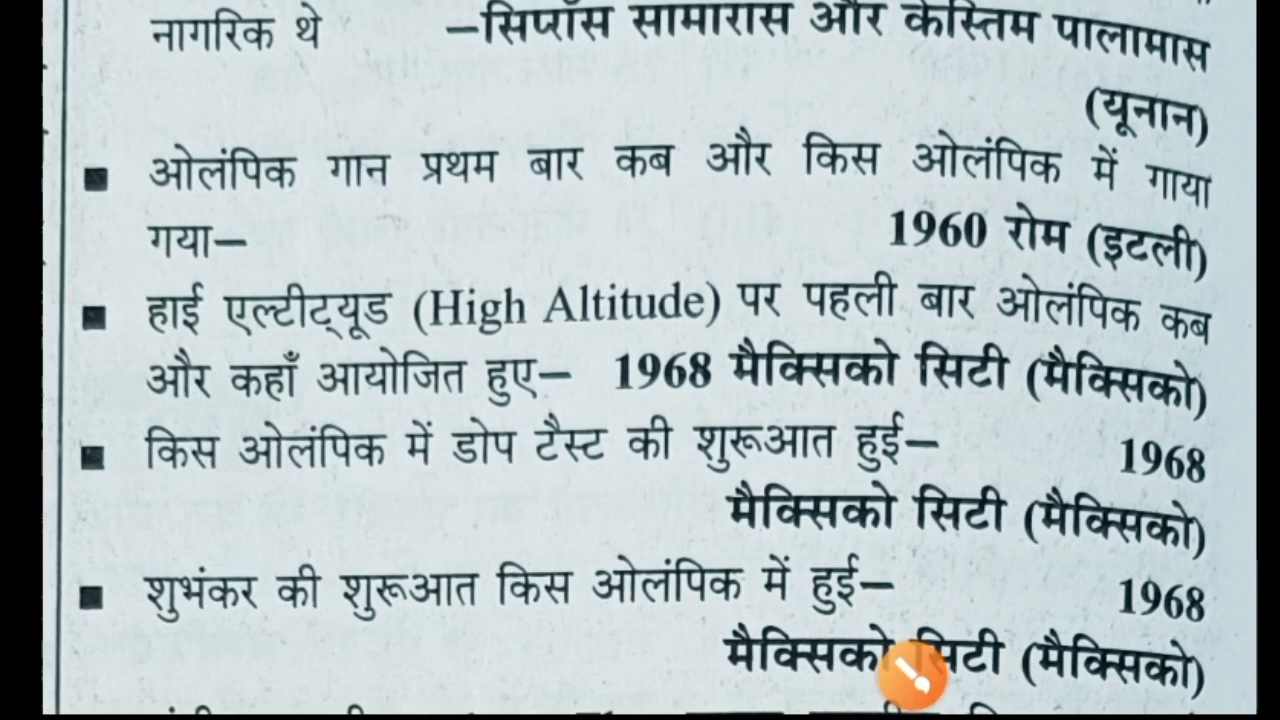 नागरिक थे –सिप्रॉस सामारास और केस्तिम पालामास
(यूनान)
■ ओलंपिक गान प्रथम बार कब और किस ओलंपिक में गाया
गया– 1960 रोम (इटली)
■ हाई एल्टीट्यूड (High Altitude) पर पहली बार ओलंपिक कब
और कहाँ आयोजित हुए– 1968 मैक्सिको सिटी (मैक्सिको)
■ किस ओलंपिक में डोप टैस्ट की शुरूआत हुई– 1968
मैक्सिको सिटी (मैक्सिको)
■ शुभंकर की शुरूआत किस ओलंपिक में हुई– 1968
मैक्सिको सिटी (मैक्सिको)